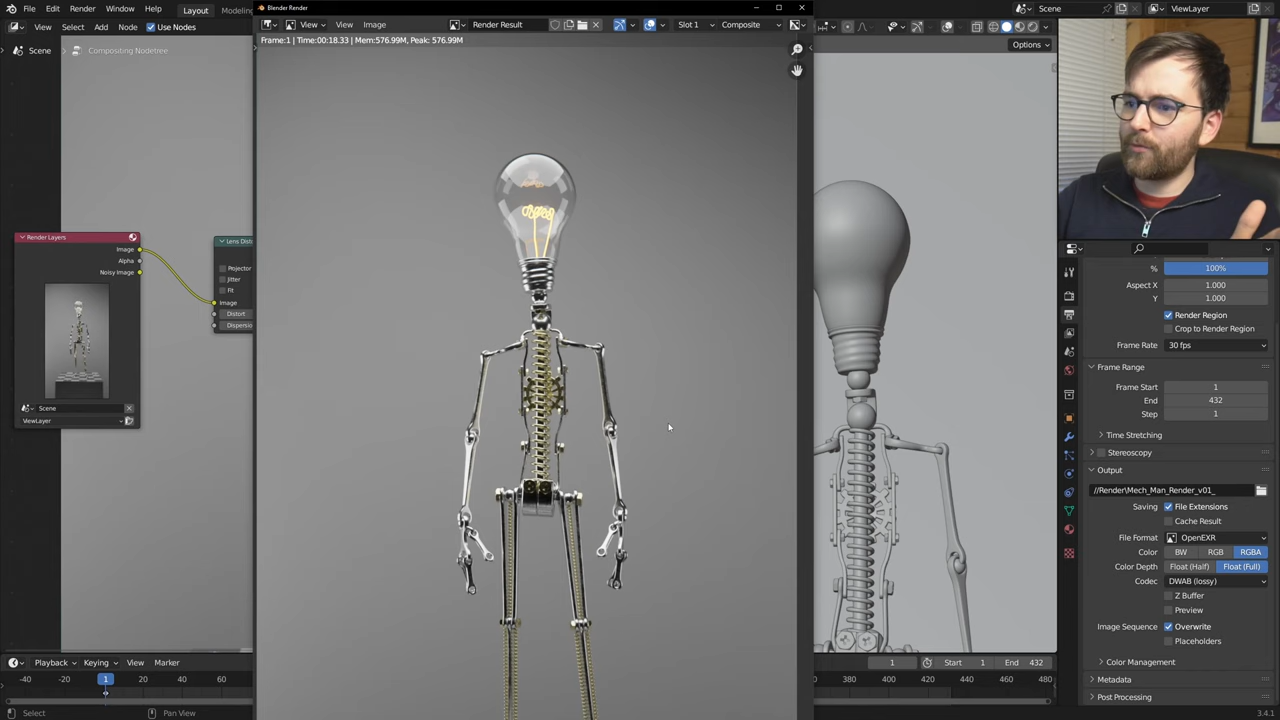 Blender Render
File Edit Render Window Help Layout Modeling
Scene ViewLayer
View Select Add Node Use Nodes
View View Image Render Result Slot 1 Composite
Frame:1 | Time:00:18.33 | Mem:576.99M, Peak: 576.99M
Scene Compositing Nodetree
Options
Render Layers
Image
Alpha
Noisy Image
Scene
ViewLayer
Lens Dist
Projector
Jitter
Fit
Image
Distort
Dispersio
% 100%
Aspect X 1.000
Y 1.000
Render Region
Crop to Render Region
Frame Rate 30 fps
Frame Range
Frame Start 1
End 432
Step 1
Time Stretching
Stereoscopy
Output
//Render\Mech_Man_Render_v01_
Saving File Extensions
Cache Result
File Format OpenEXR
Color BW RGB RGBA
Color Depth Float (Half) Float (Full)
Codec DWAB (lossy)
Z Buffer
Preview
Image Sequence Overwrite
Placeholders
Color Management
Metadata
Post Processing
Playback Keying View Marker
1 Start 1 End 432
-40 -20 1 20 40 60
380 400 420 440 460 480
Select Pan View
3.4.1